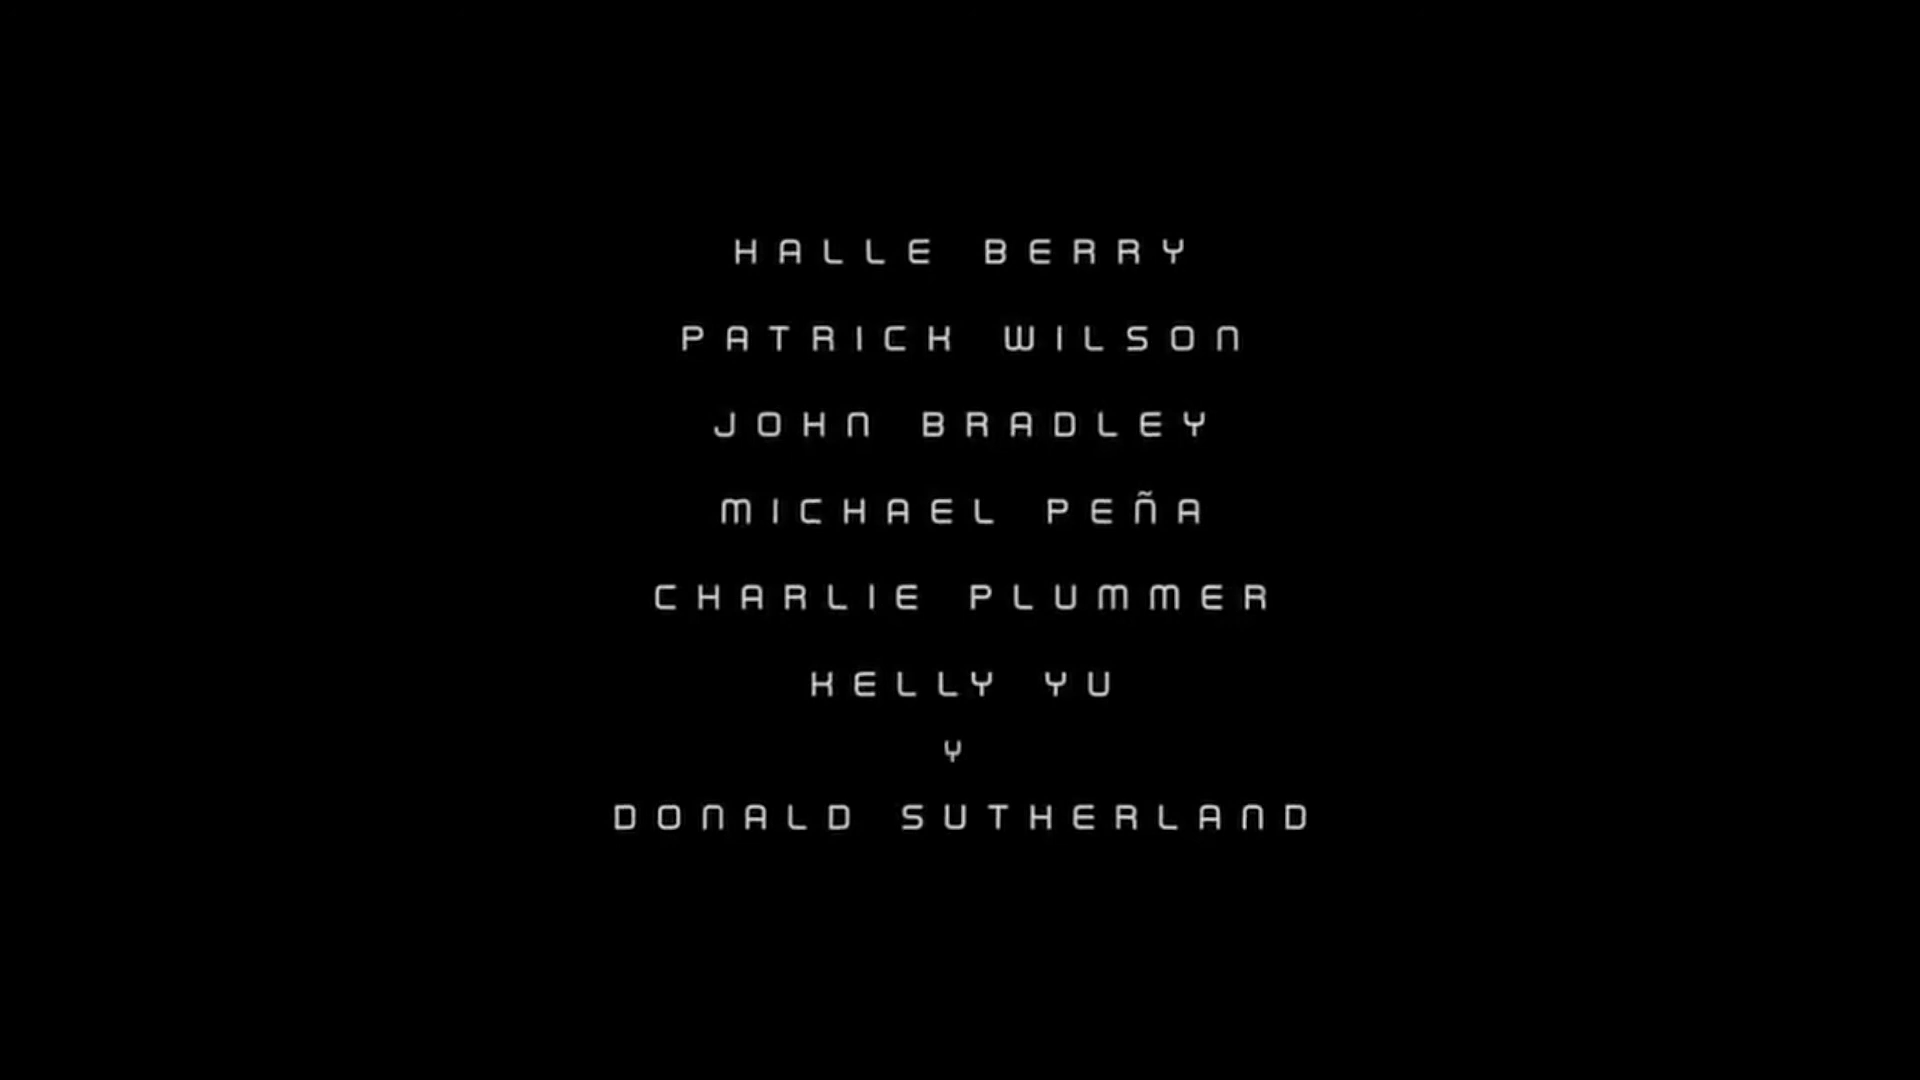 HALLE BERRY
PATRICK WILSON
JOHN BRADLEY
MICHAEL PEÑA
CHARLIE PLUMMER
KELLY YU
Y
DONALD SUTHERLAND